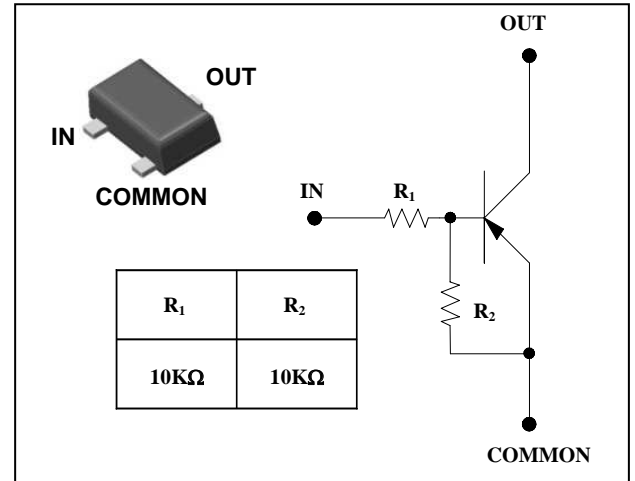 OUT
IN
COMMON
OUT
IN
R₁
R₂
COMMON
R₁ R₂
10KΩ 10KΩ